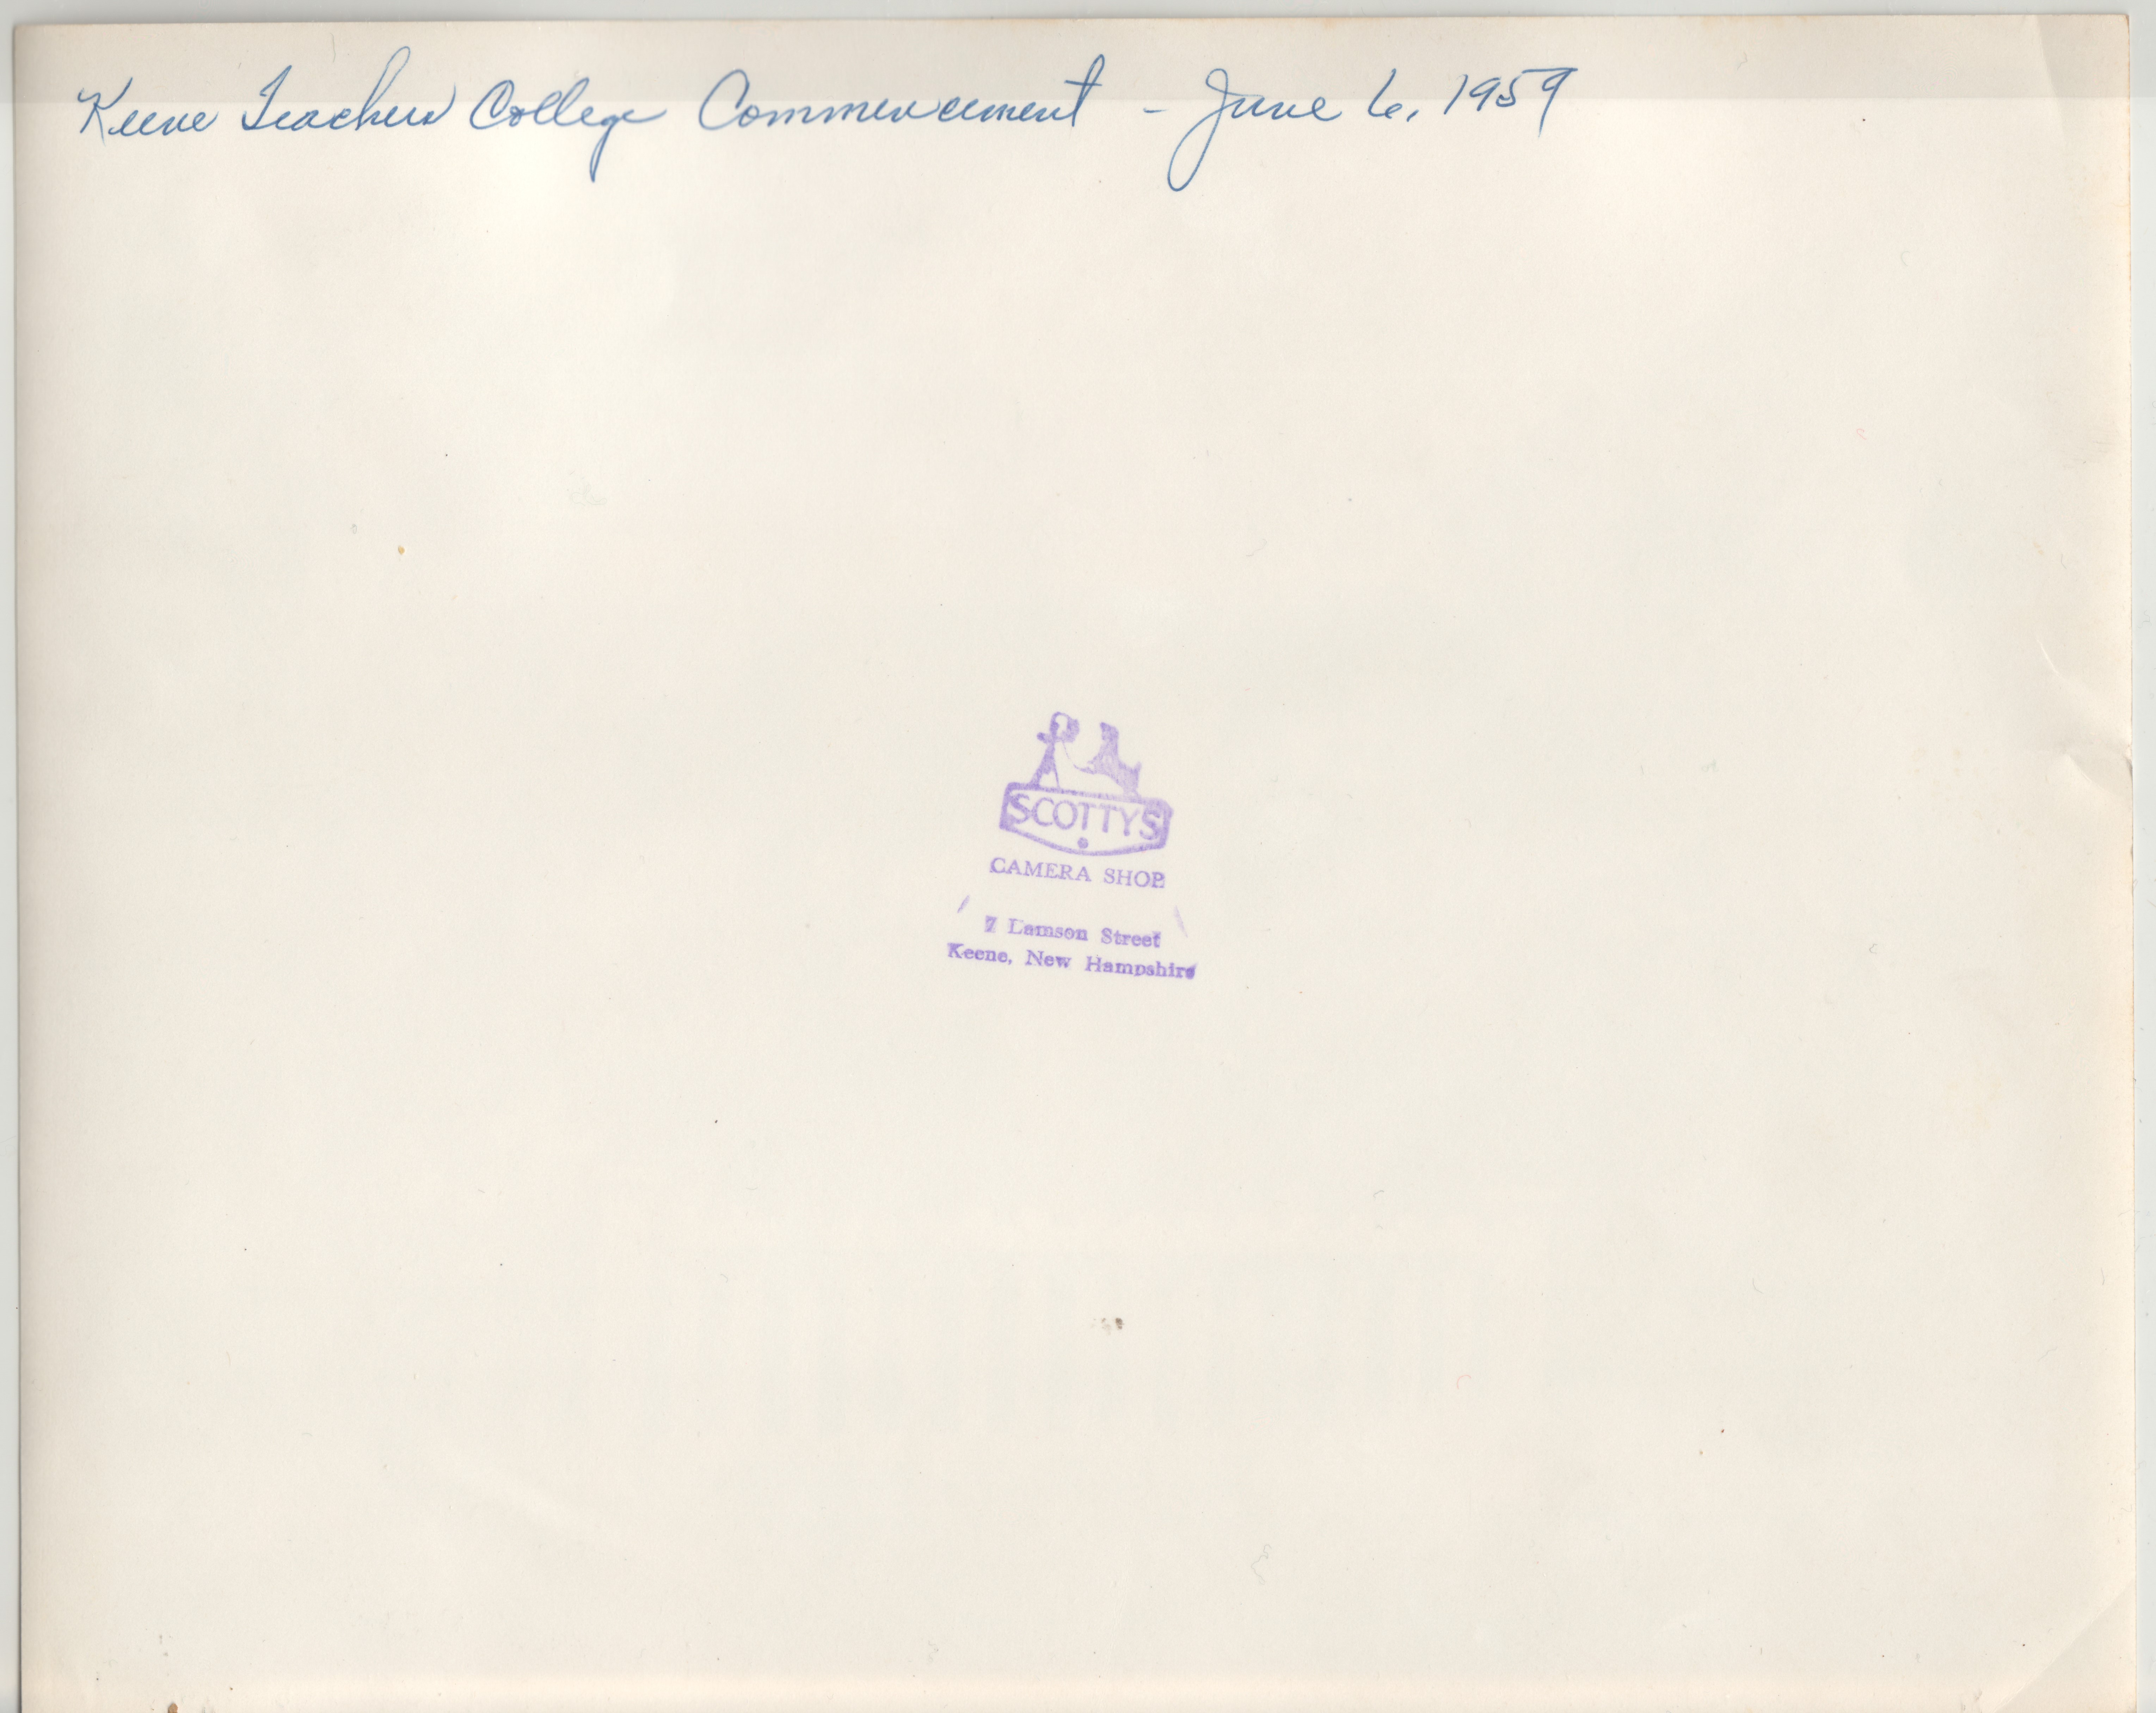 Keene Teachers College Commencement - June 6, 1959
SCOTTYS
CAMERA SHOP
7 Lamson Street
Keene, New Hampshire